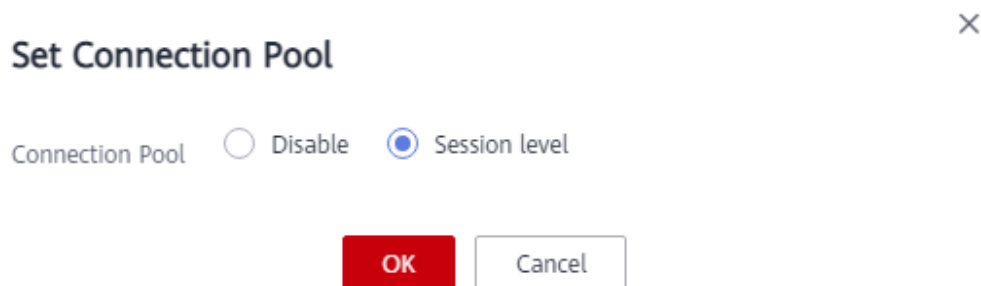 Set Connection Pool
Connection Pool Disable Session level
OK Cancel